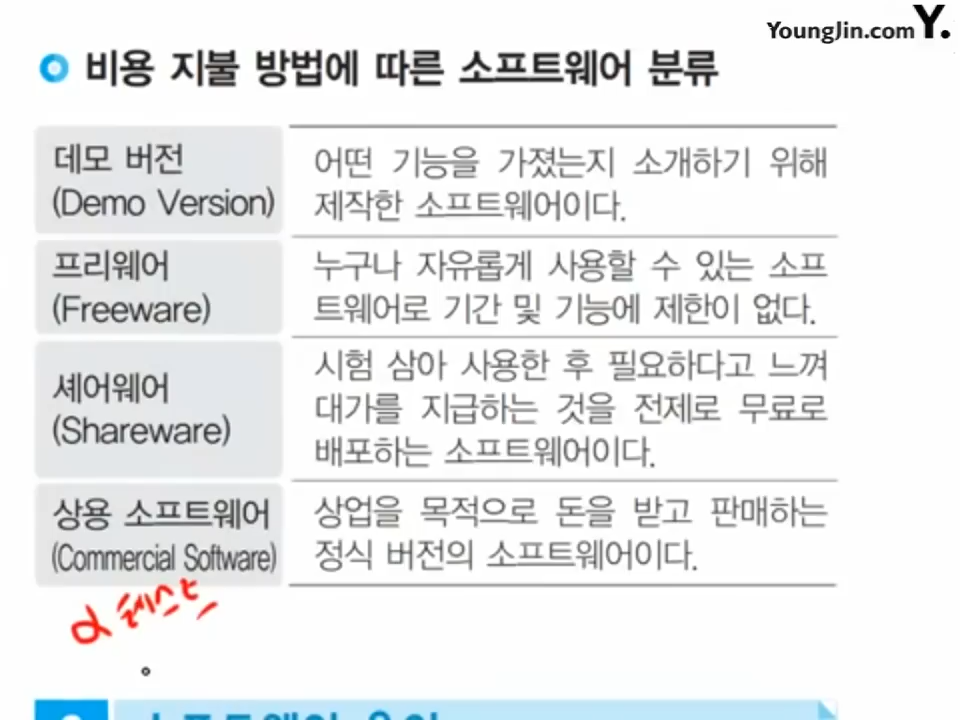 YoungJin.com Y.
비용 지불 방법에 따른 소프트웨어 분류
데모 버전
(Demo Version)
어떤 기능을 가졌는지 소개하기 위해
제작한 소프트웨어이다.
프리웨어
(Freeware)
누구나 자유롭게 사용할 수 있는 소프
트웨어로 기간 및 기능에 제한이 없다.
셰어웨어
(Shareware)
시험 삼아 사용한 후 필요하다고 느껴
대가를 지급하는 것을 전제로 무료로
배포하는 소프트웨어이다.
상용 소프트웨어
(Commercial Software)
상업을 목적으로 돈을 받고 판매하는
정식 버전의 소프트웨어이다.
α 테스트